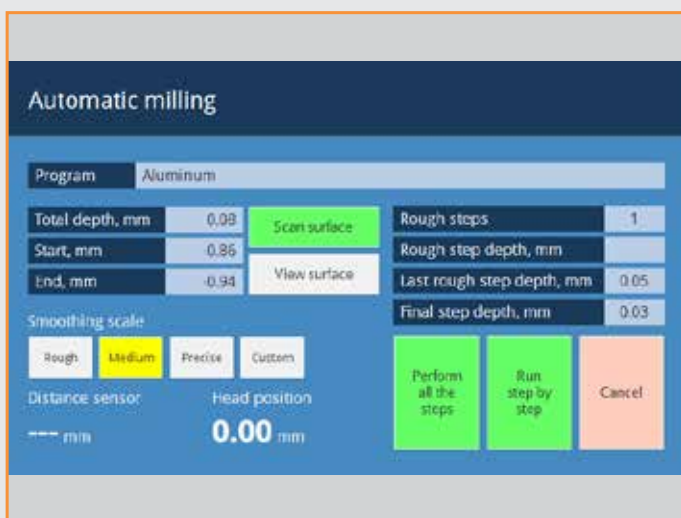 Automatic milling
Program Aluminum
Total depth, mm 0.08
Start, mm -0.86
End, mm -0.94
Scan surface
View surface
Rough steps 1
Rough step depth, mm
Last rough step depth, mm 0.05
Final step depth, mm 0.03
Smoothing scale
Rough Medium Precise Custom
Distance sensor
--- mm
Head position
0.00 mm
Perform
all the
steps
Run
step by
step
Cancel